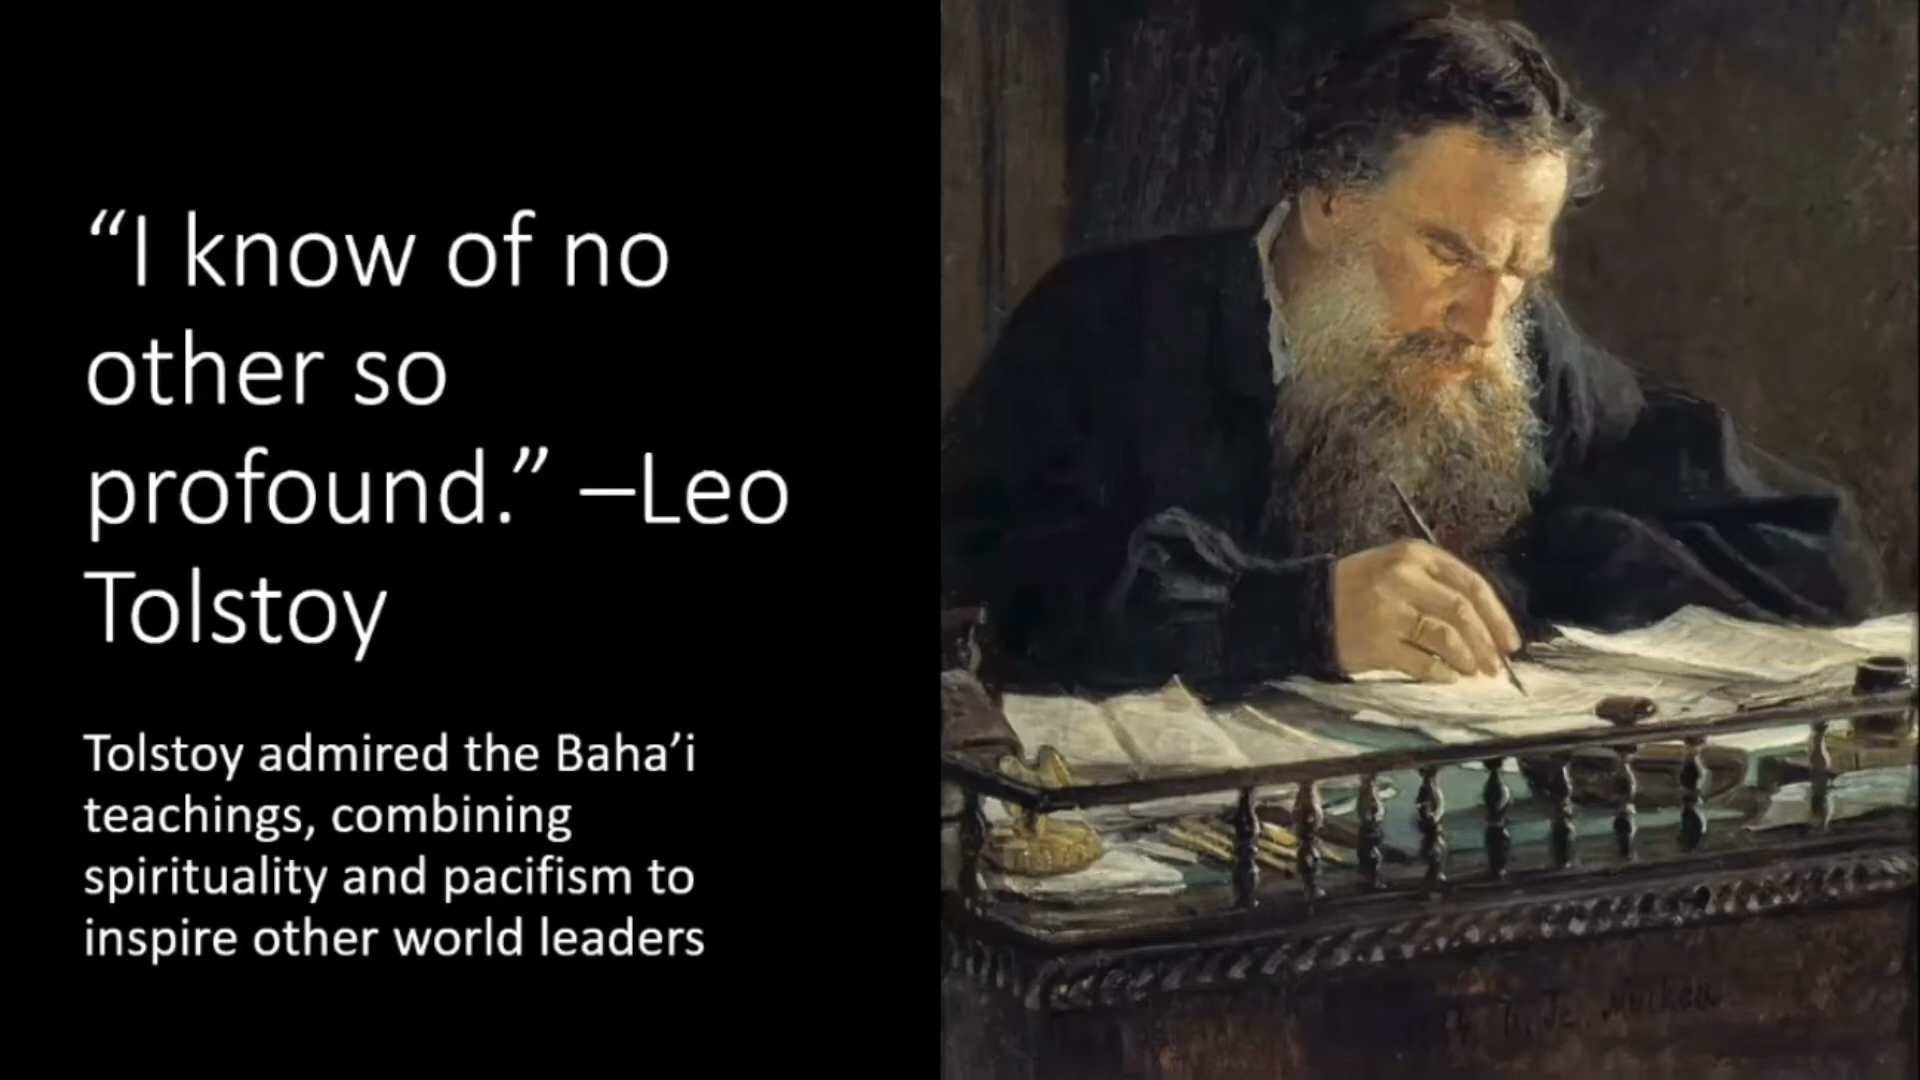 “I know of no
other so
profound.” –Leo
Tolstoy
Tolstoy admired the Baha’i
teachings, combining
spirituality and pacifism to
inspire other world leaders